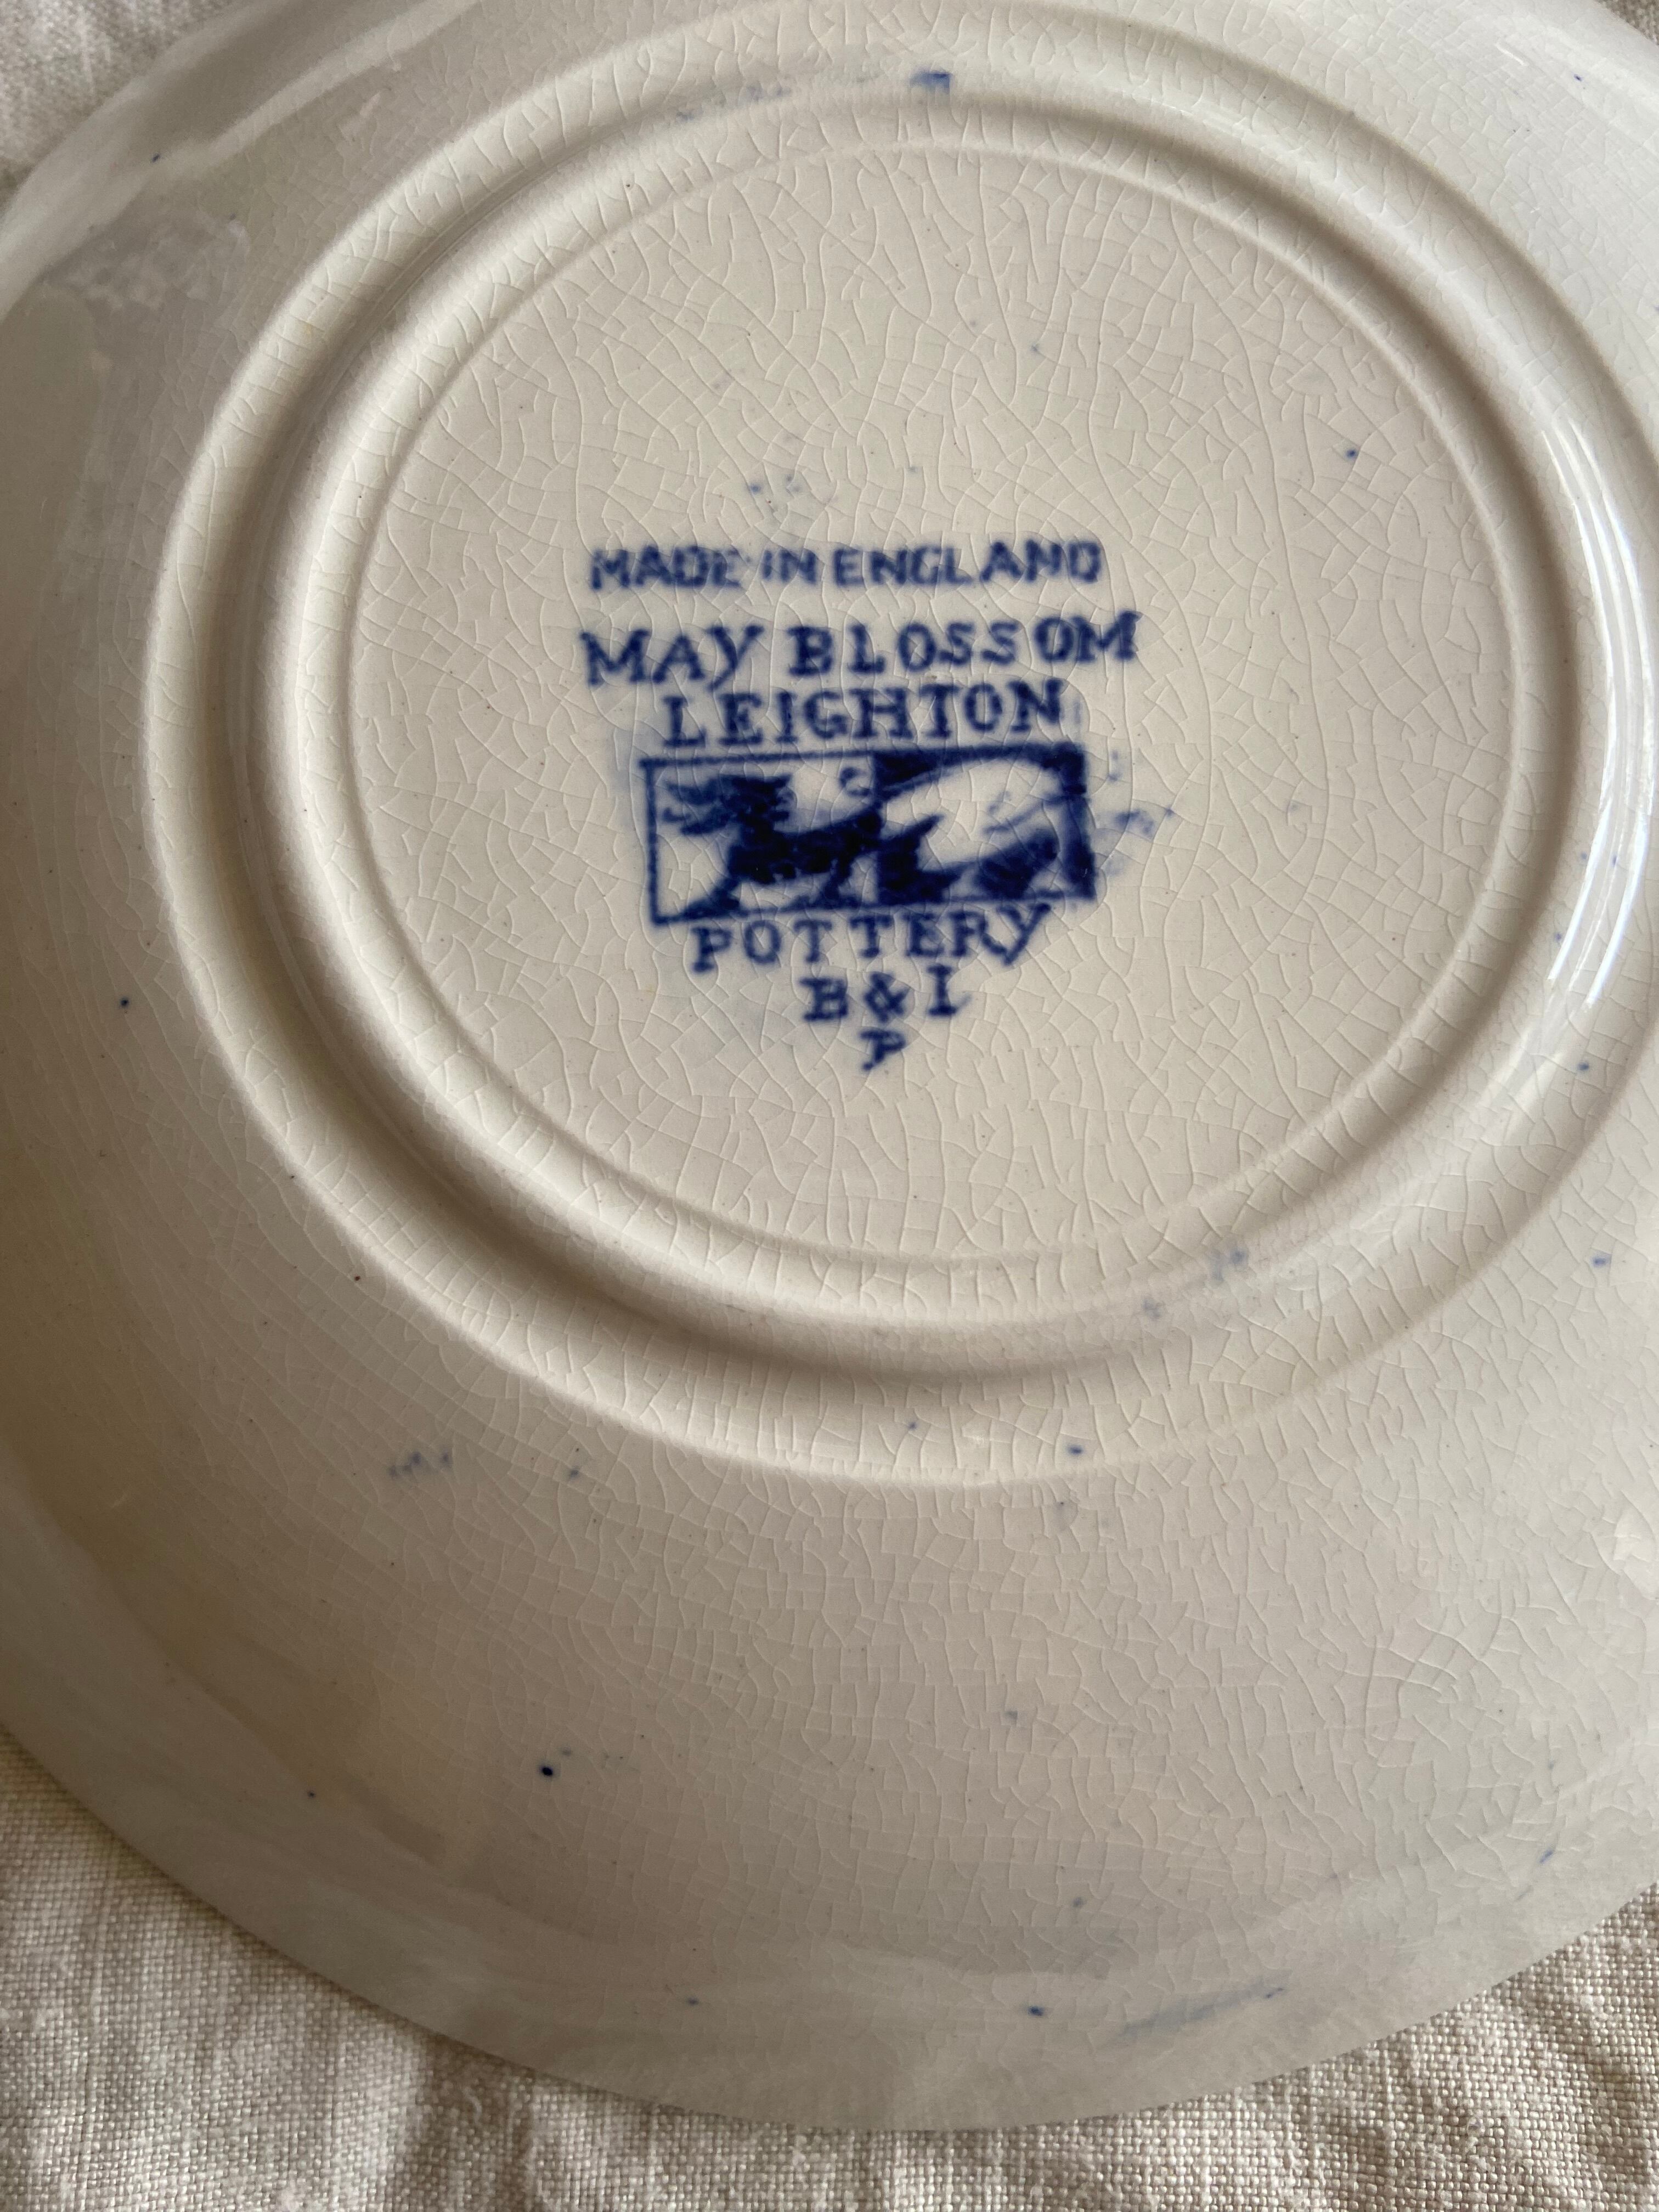 MADE IN ENGLAND
MAY BLOSSOM
LEIGHTON
POTTERY
B & L
P